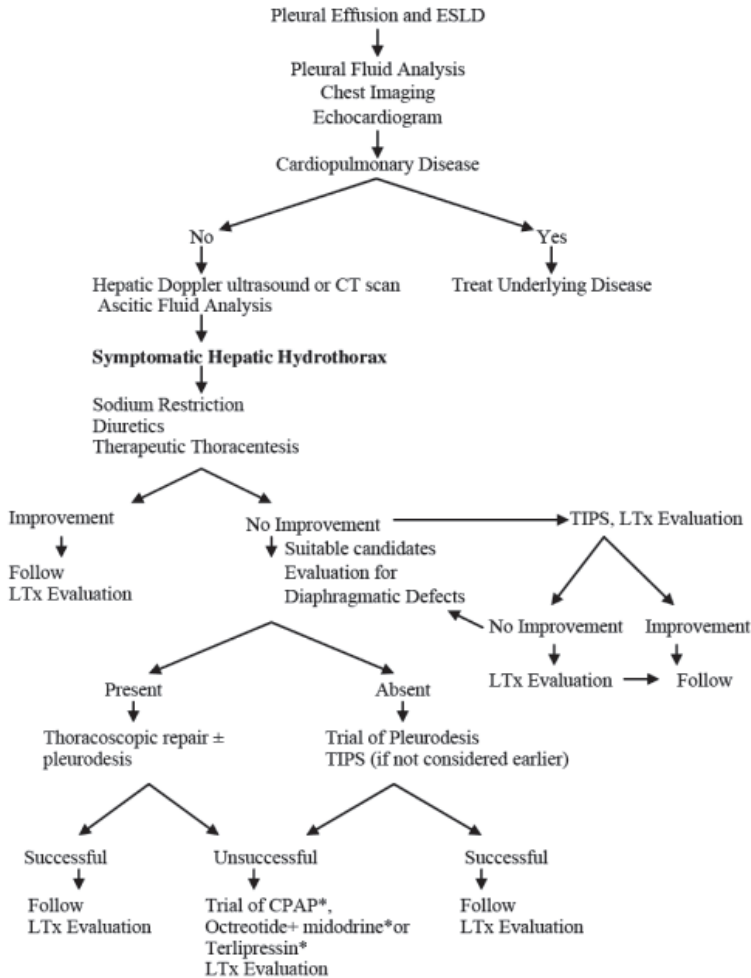 Pleural Effusion and ESLD
Pleural Fluid Analysis
Chest Imaging
Echocardiogram
Cardiopulmonary Disease
No
Yes
Hepatic Doppler ultrasound or CT scan
Ascitic Fluid Analysis
Treat Underlying Disease
Symptomatic Hepatic Hydrothorax
Sodium Restriction
Diuretics
Therapeutic Thoracentesis
Improvement
Follow
LTx Evaluation
No Improvement
Suitable candidates
Evaluation for
Diaphragmatic Defects
TIPS, LTx Evaluation
No Improvement
Improvement
LTx Evaluation
Follow
Present
Absent
Thoracoscopic repair ±
pleurodesis
Trial of Pleurodesis
TIPS (if not considered earlier)
Successful
Follow
LTx Evaluation
Unsuccessful
Trial of CPAP*,
Octreotide+ midodrine*or
Terlipressin*
LTx Evaluation
Successful
Follow
LTx Evaluation